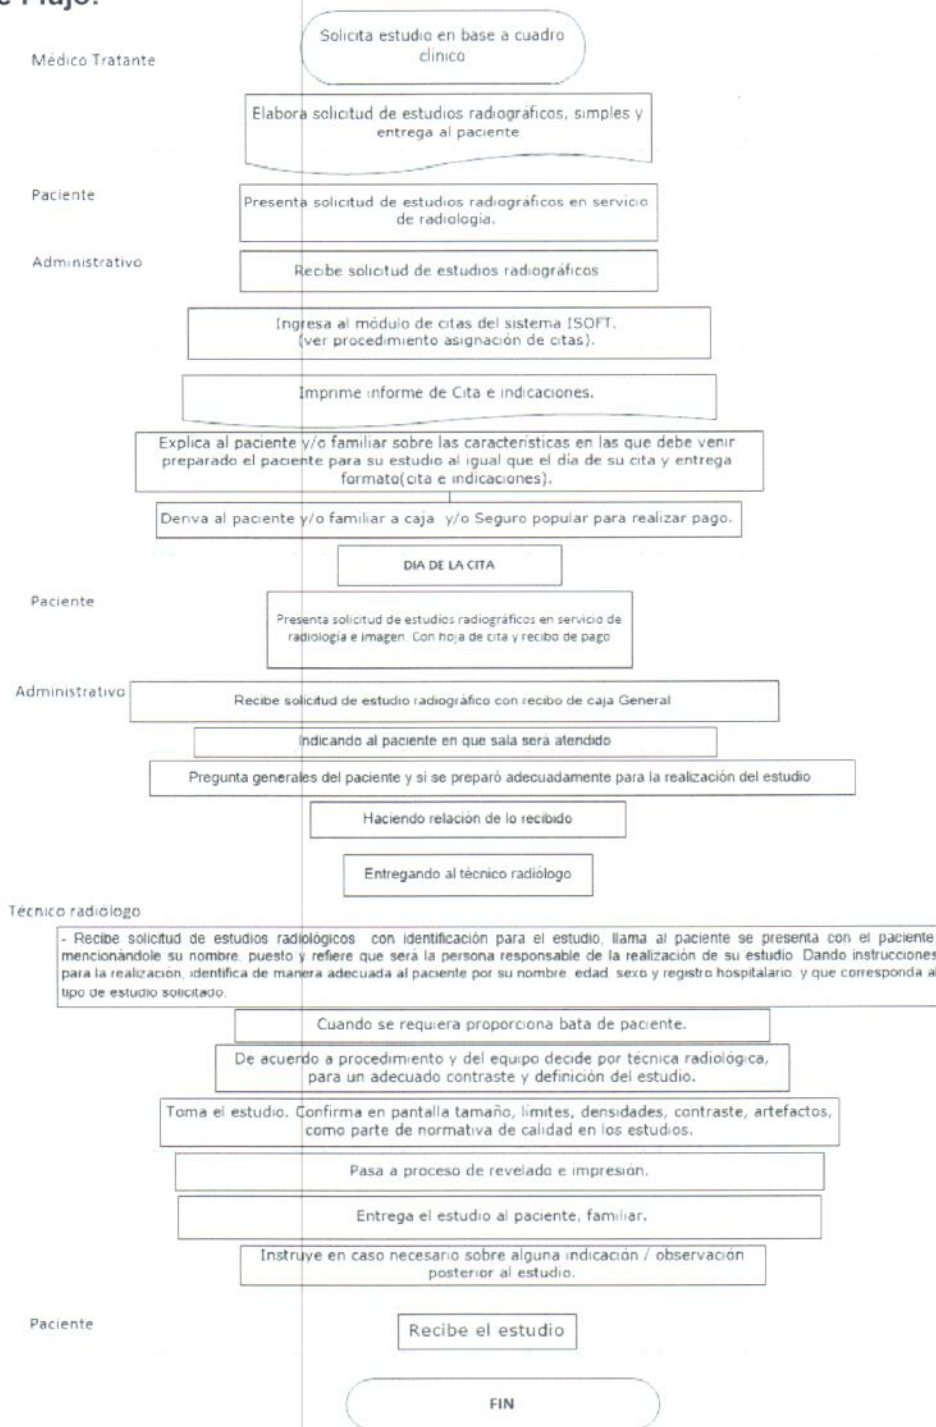 e Flujo.
Solicita estudio en base a cuadro
clínico
Médico Tratante
Elabora solicitud de estudios radiográficos, simples y
entrega al paciente
Paciente
Presenta solicitud de estudios radiográficos en servicio
de radiología.
Administrativo
Recibe solicitud de estudios radiográficos
Ingresa al módulo de citas del sistema ISOFT.
(ver procedimiento asignación de citas).
Imprime informe de Cita e indicaciones.
Explica al paciente y/o familiar sobre las características en las que debe venir
preparado el paciente para su estudio al igual que el día de su cita y entrega
formato(cita e indicaciones).
Deriva al paciente y/o familiar a caja y/o Seguro popular para realizar pago.
DIA DE LA CITA
Paciente
Presenta solicitud de estudios radiográficos en servicio de
radiología e imagen. Con hoja de cita y recibo de pago
Administrativo
Recibe solicitud de estudio radiográfico con recibo de caja General
Indicando al paciente en que sala será atendido
Pregunta generales del paciente y si se preparó adecuadamente para la realización del estudio
Haciendo relación de lo recibido
Entregando al técnico radiólogo
Técnico radiólogo
- Recibe solicitud de estudios radiológicos con identificación para el estudio, llama al paciente se presenta con el paciente
mencionándole su nombre, puesto y refiere que será la persona responsable de la realización de su estudio. Dando instrucciones
para la realización, identifica de manera adecuada al paciente por su nombre, edad, sexo y registro hospitalario, y que corresponda al
tipo de estudio solicitado.
Cuando se requiera proporciona bata de paciente.
De acuerdo a procedimiento y del equipo decide por técnica radiológica,
para un adecuado contraste y definición del estudio.
Toma el estudio. Confirma en pantalla tamaño, límites, densidades, contraste, artefactos,
como parte de normativa de calidad en los estudios.
Pasa a proceso de revelado e impresión.
Entrega el estudio al paciente, familiar.
Instruye en caso necesario sobre alguna indicación / observación
posterior al estudio.
Paciente
Recibe el estudio
FIN